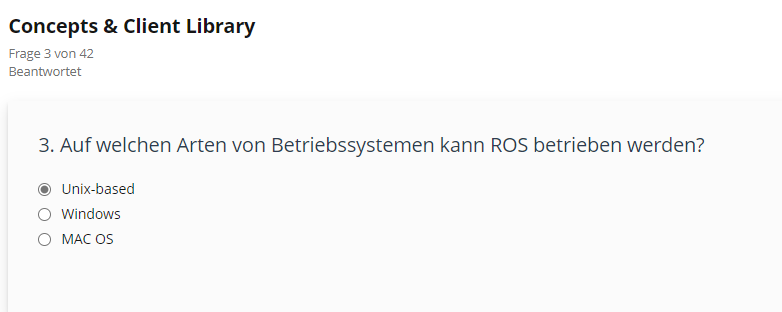 Concepts & Client Library
Frage 3 von 42
Beantwortet
3. Auf welchen Arten von Betriebssystemen kann ROS betrieben werden?
Unix-based
Windows
MAC OS